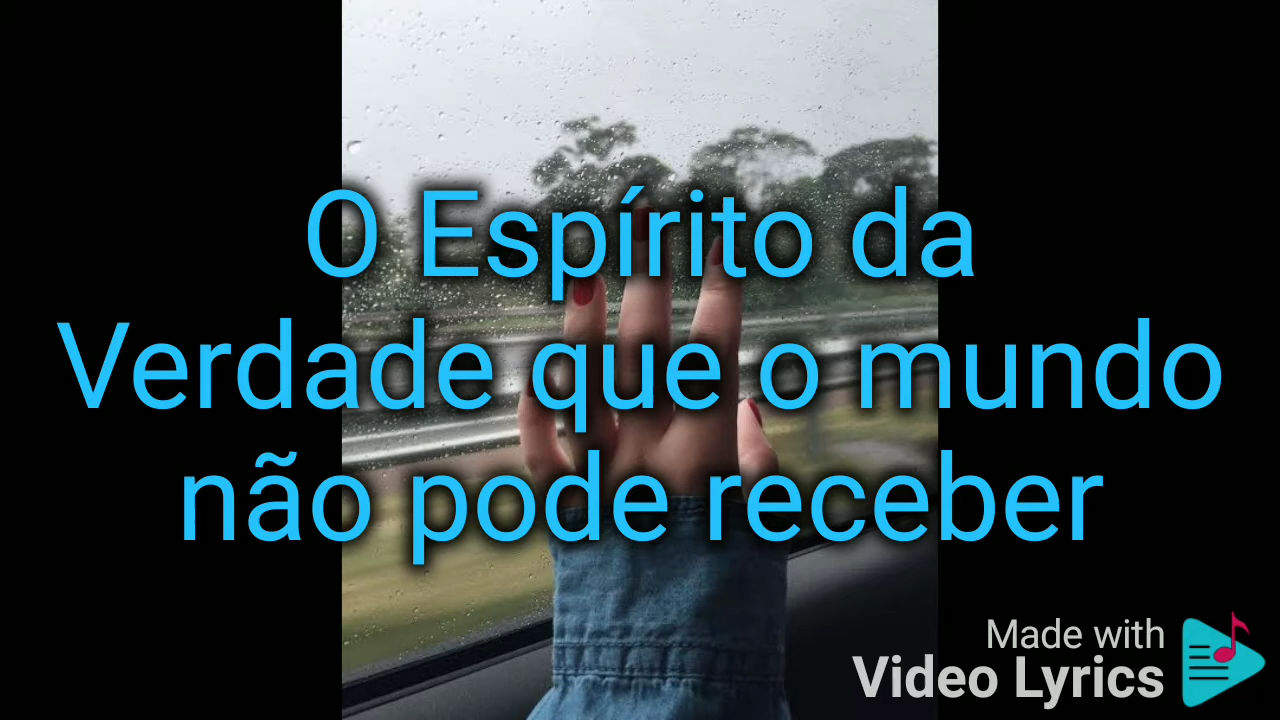 O Espírito da
Verdade que o mundo
não pode receber
Made with
Video Lyrics